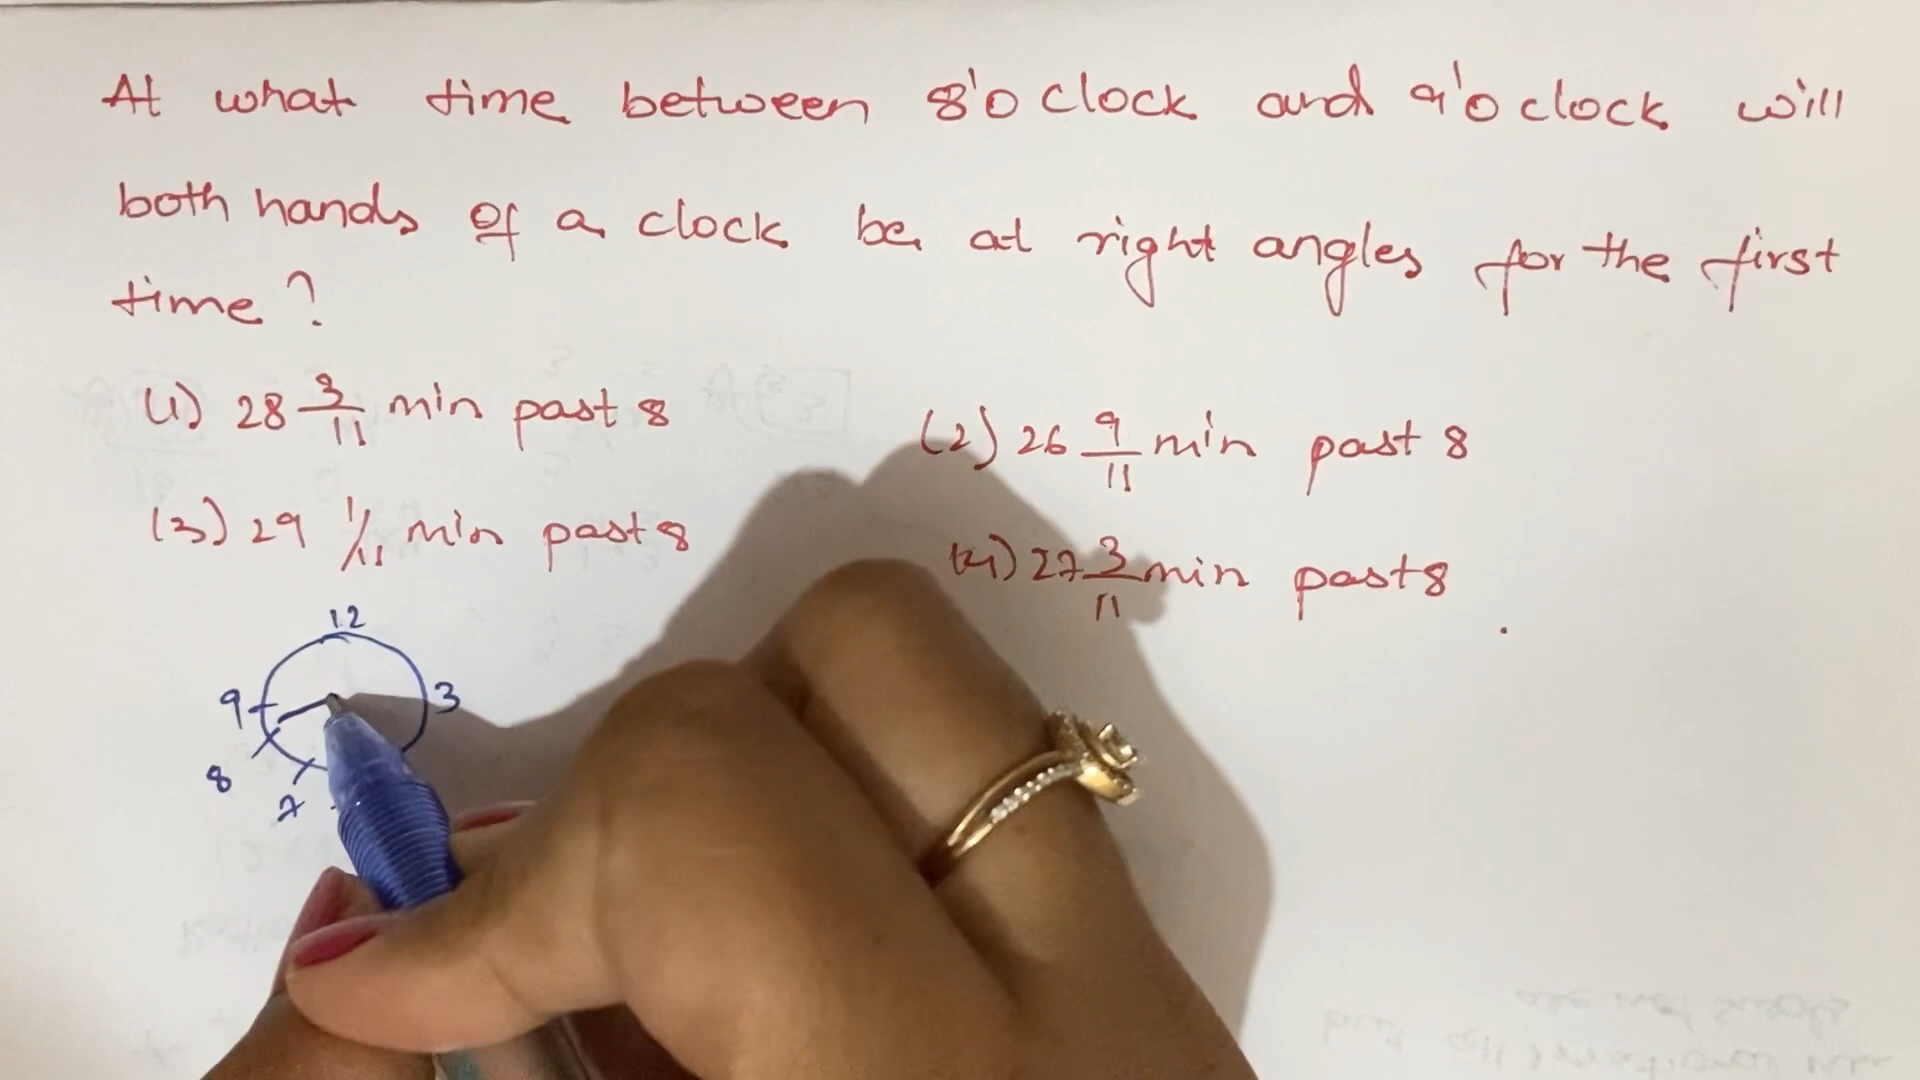 At what time between 8'o clock and 9'o clock will
both hands of a clock be at right angles for the first
time?
(1) 28 3/11 min past 8
(2) 26 9/11 min past 8
(3) 29 1/11 min past 8
(4) 27 3/11 min past 8
12
9 3
8
7